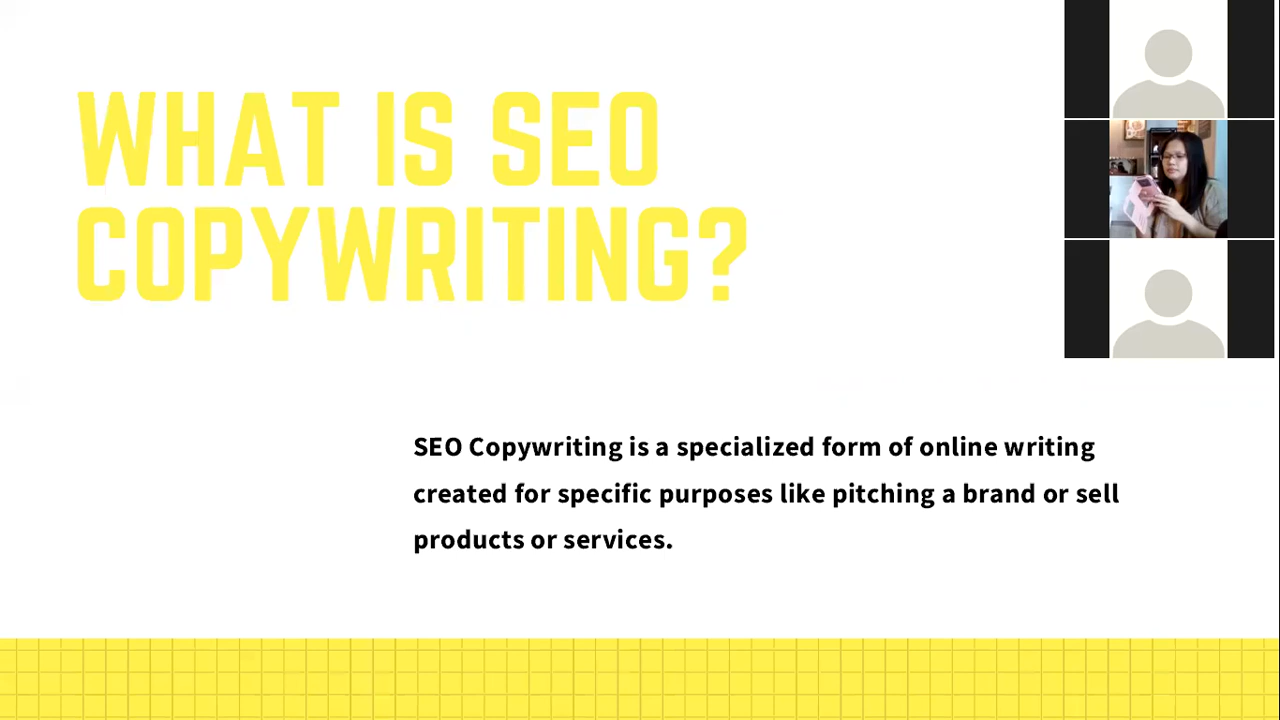 WHAT IS SEO
COPYWRITING?
SEO Copywriting is a specialized form of online writing
created for specific purposes like pitching a brand or sell
products or services.